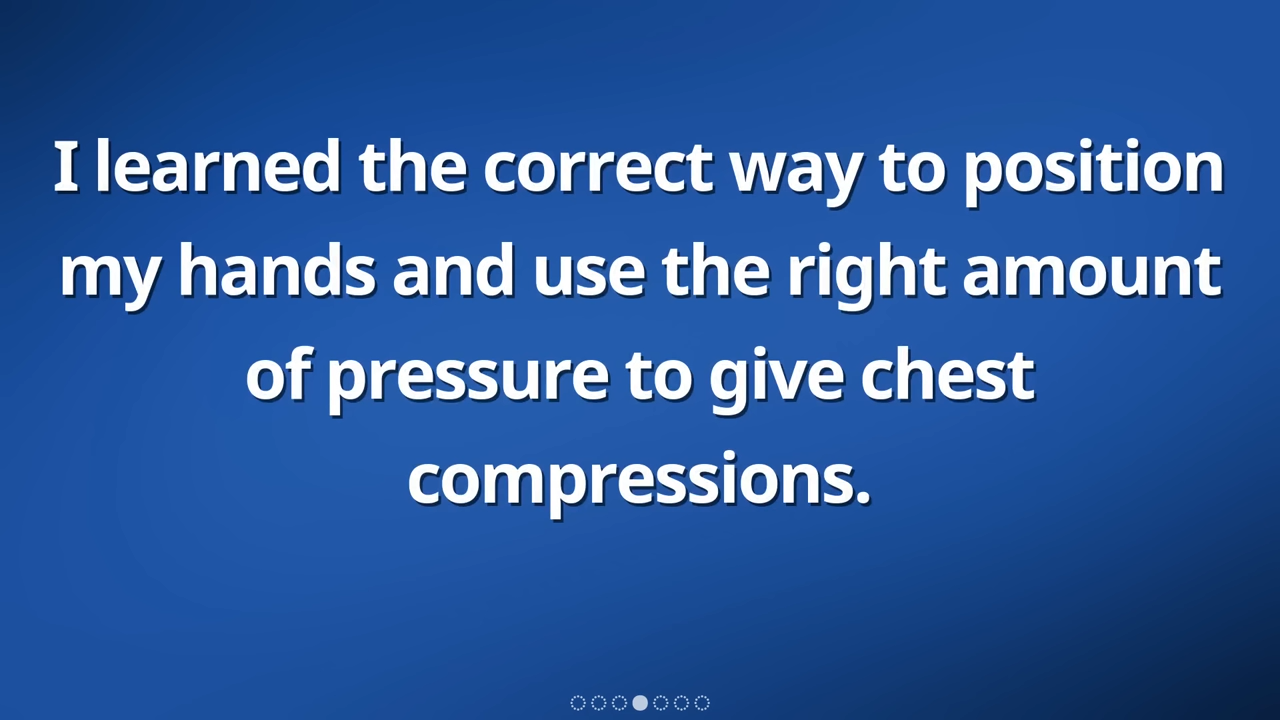 I learned the correct way to position
my hands and use the right amount
of pressure to give chest
compressions.